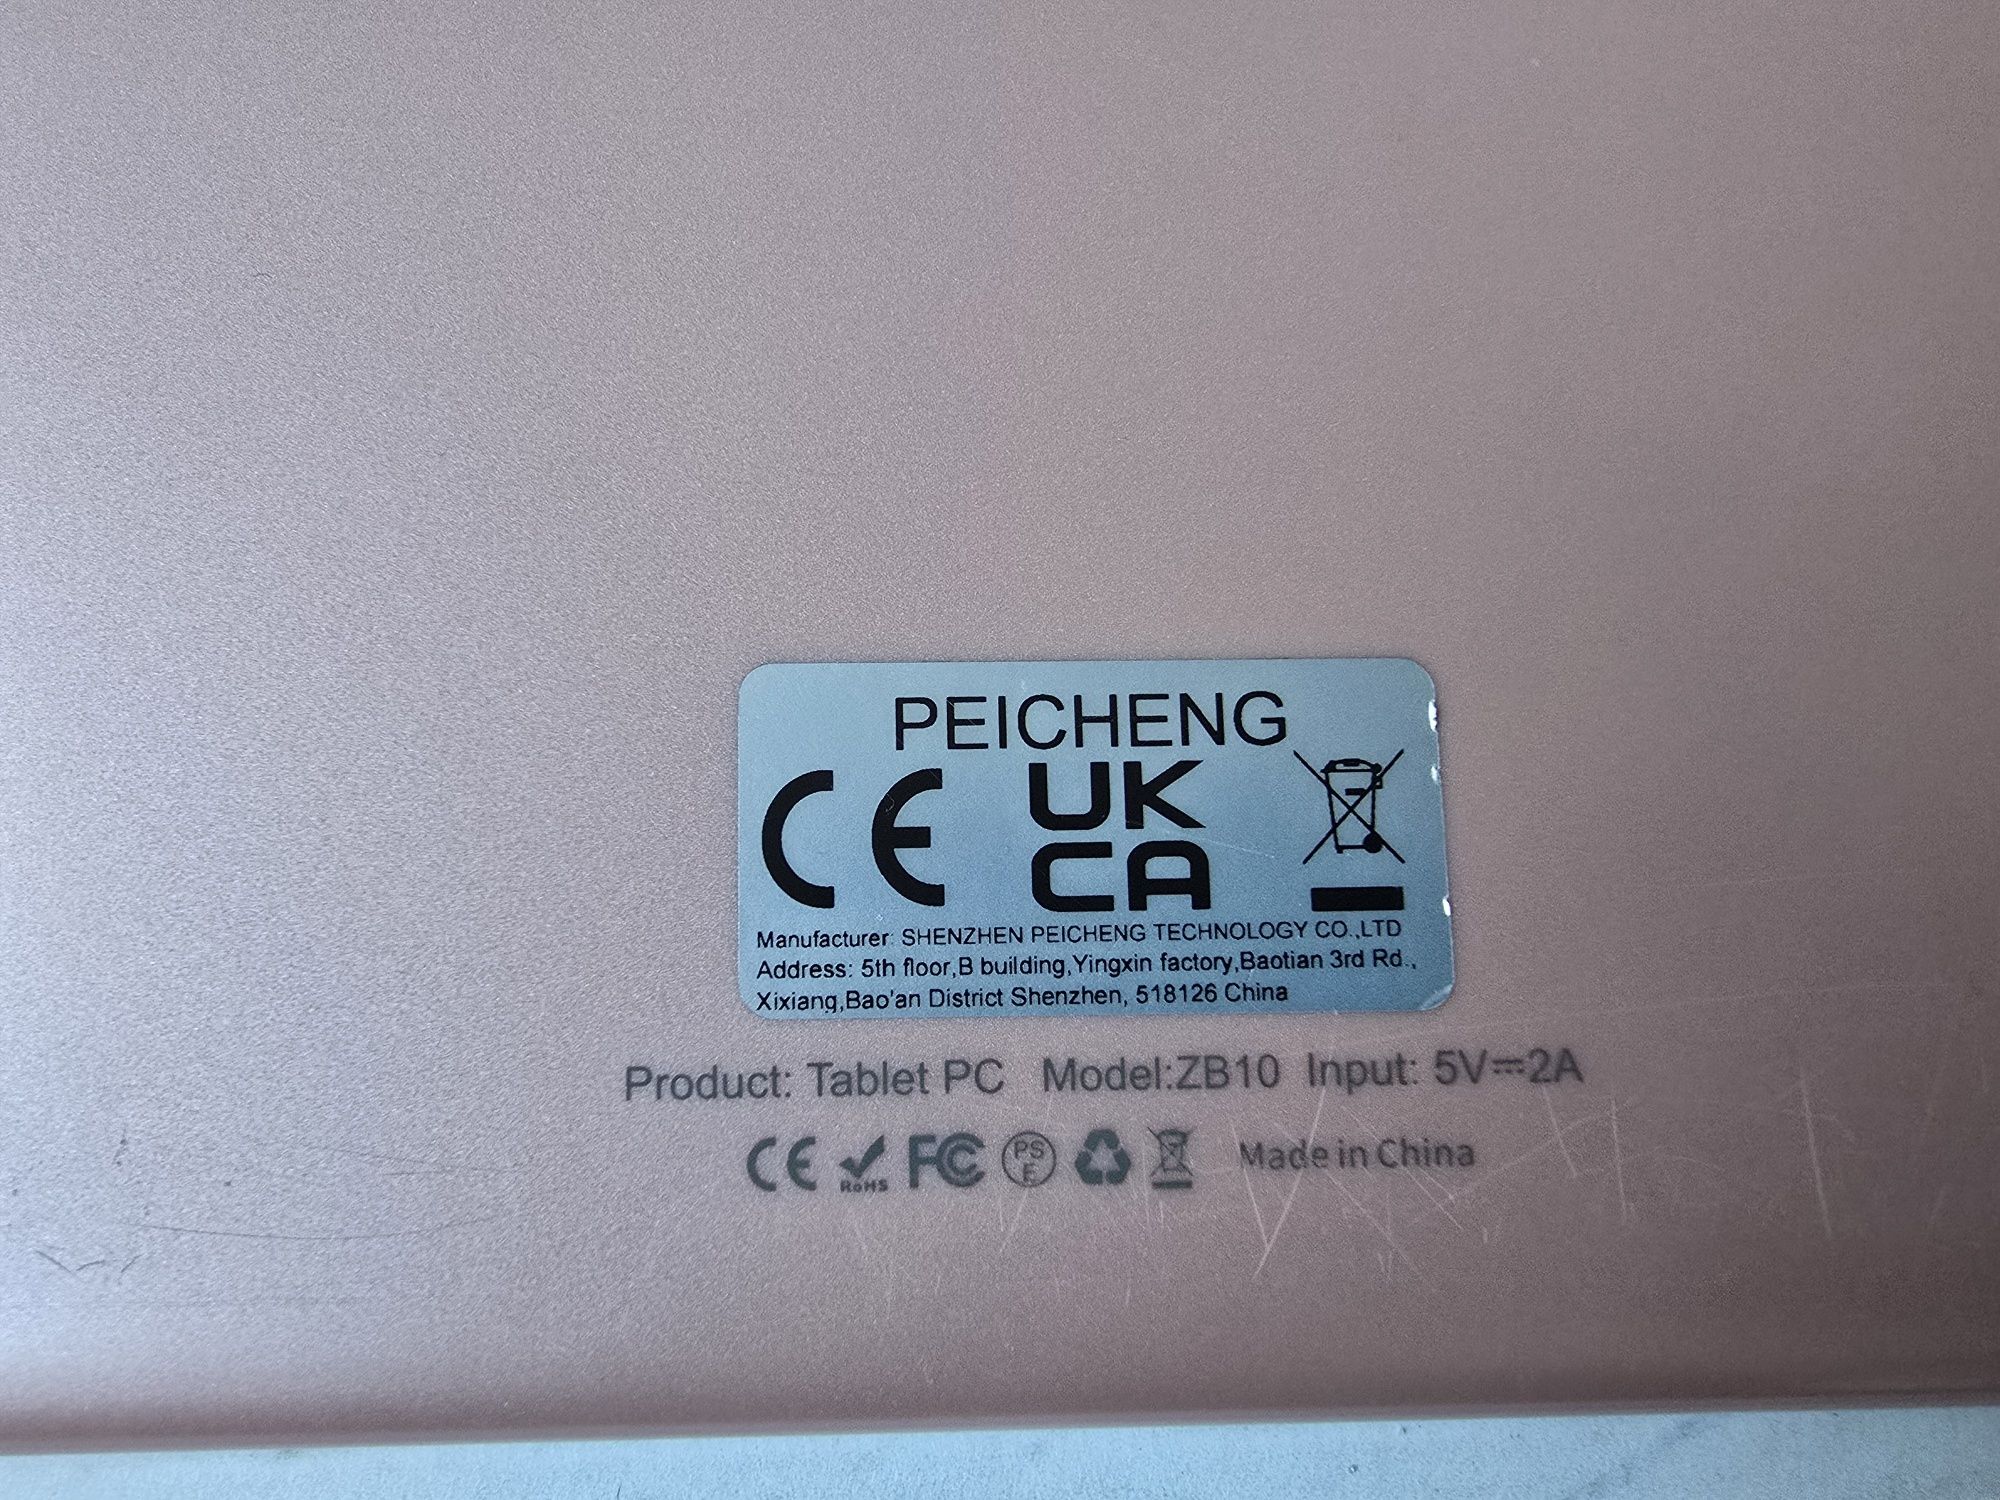 PEICHENG
CE UK CA
Manufacturer: SHENZHEN PEICHENG TECHNOLOGY CO.,LTD
Address: 5th floor,B building,Yingxin factory,Baotian 3rd Rd.,
Xixiang,Bao'an District Shenzhen, 518126 China
Product: Tablet PC Model:ZB10 Input: 5V⎓2A
CE RoHS FC PSE Made in China